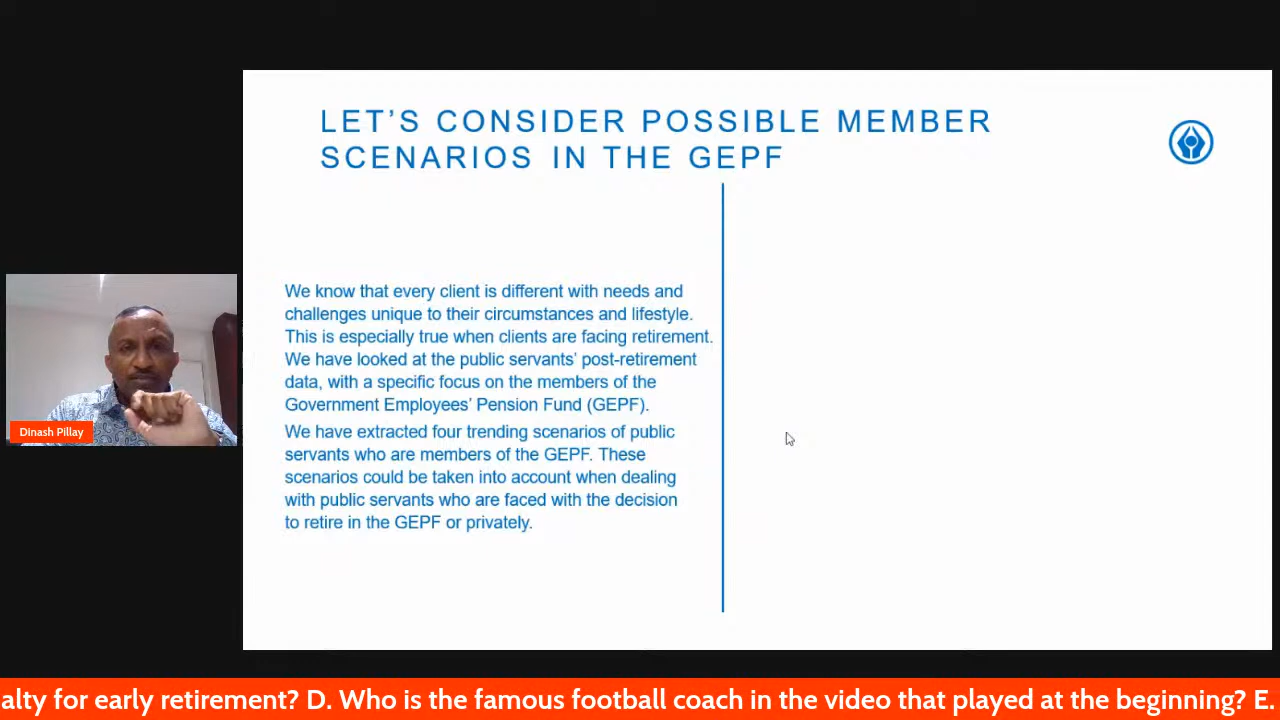 LET’S CONSIDER POSSIBLE MEMBER
SCENARIOS IN THE GEPF
We know that every client is different with needs and
challenges unique to their circumstances and lifestyle.
This is especially true when clients are facing retirement.
We have looked at the public servants’ post-retirement
data, with a specific focus on the members of the
Government Employees’ Pension Fund (GEPF).
We have extracted four trending scenarios of public
servants who are members of the GEPF. These
scenarios could be taken into account when dealing
with public servants who are faced with the decision
to retire in the GEPF or privately.
Dinash Pillay
alty for early retirement? D. Who is the famous football coach in the video that played at the beginning? E.